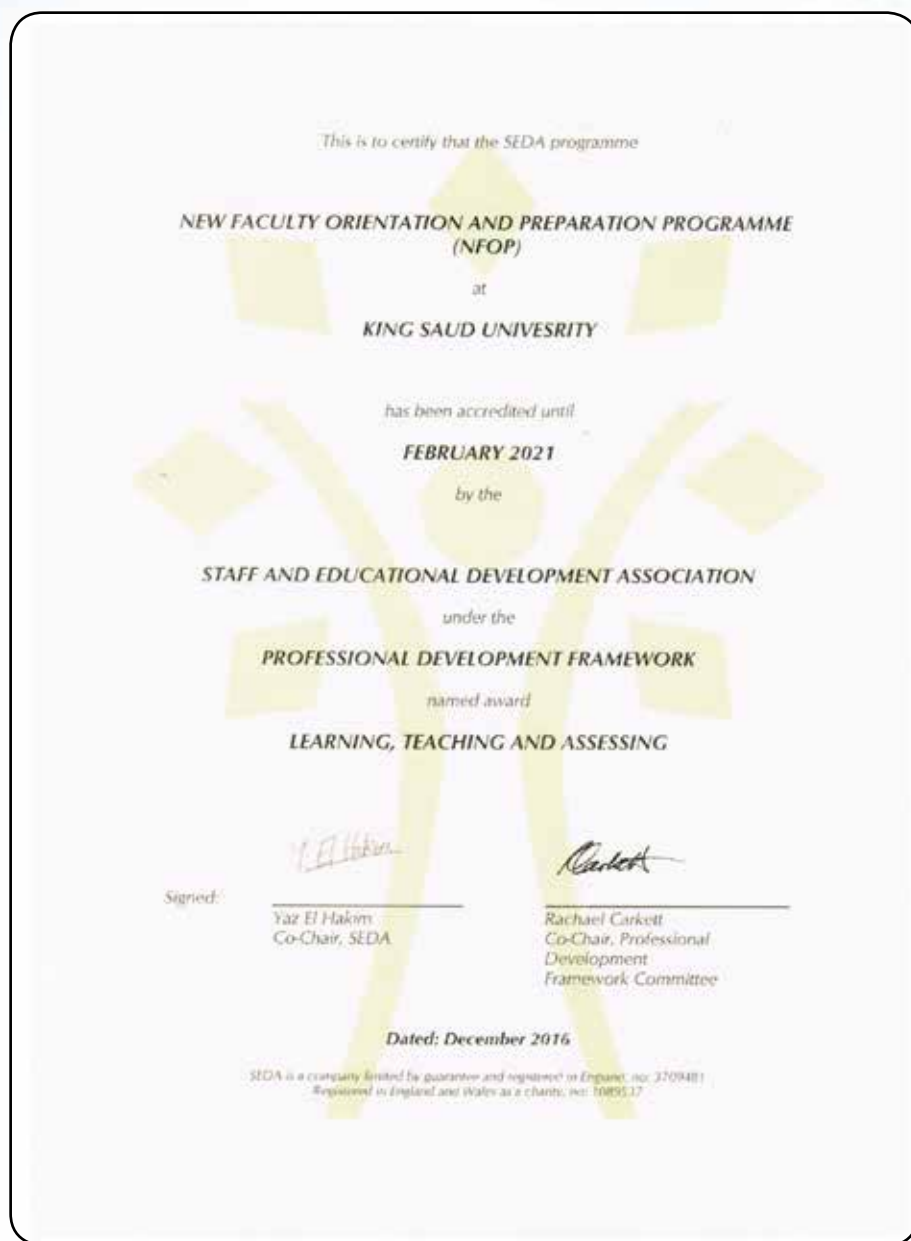 This is to certify that the SEDA programme
NEW FACULTY ORIENTATION AND PREPARATION PROGRAMME
(NFOP)
at
KING SAUD UNIVESRITY
has been accredited until
FEBRUARY 2021
by the
STAFF AND EDUCATIONAL DEVELOPMENT ASSOCIATION
under the
PROFESSIONAL DEVELOPMENT FRAMEWORK
named award
LEARNING, TEACHING AND ASSESSING
Y. El Hakim
Signed:
Yaz El Hakim
Co-Chair, SEDA
Rachael Carkett
Co-Chair, Professional
Development
Framework Committee
Dated: December 2016
SEDA is a company limited by guarantee and registered in England, no: 3709481
Registered in England and Wales as a charity, no: 1089537